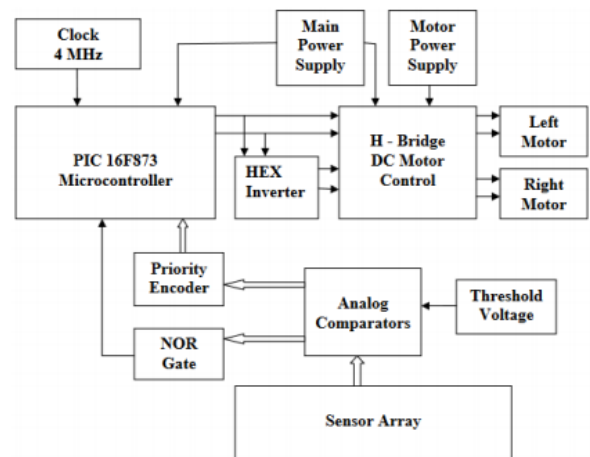 Clock
4 MHz
Main
Power
Supply
Motor
Power
Supply
PIC 16F873
Microcontroller
HEX
Inverter
H - Bridge
DC Motor
Control
Left
Motor
Right
Motor
Priority
Encoder
NOR
Gate
Analog
Comparators
Threshold
Voltage
Sensor Array